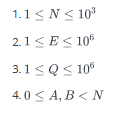 1. 1 ≤ N ≤ 10³
2. 1 ≤ E ≤ 10⁶
3. 1 ≤ Q ≤ 10⁶
4. 0 ≤ A, B < N